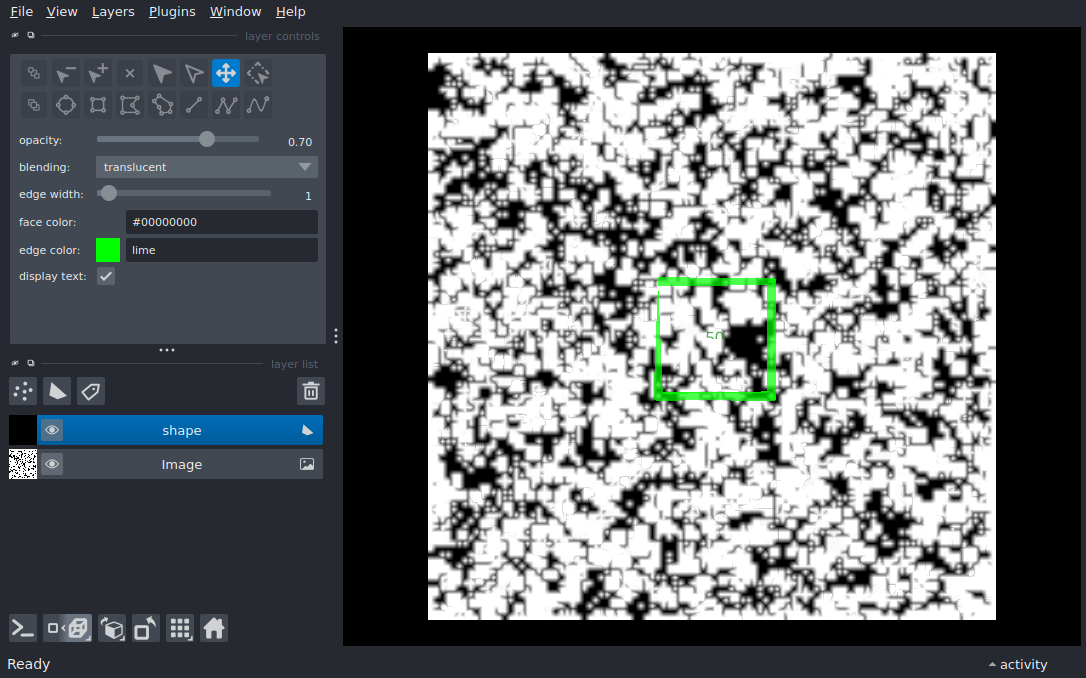 File View Layers Plugins Window Help
layer controls
opacity: 0.70
blending: translucent
edge width: 1
face color: #00000000
edge color: lime
display text:
layer list
shape
Image
50
Ready
activity